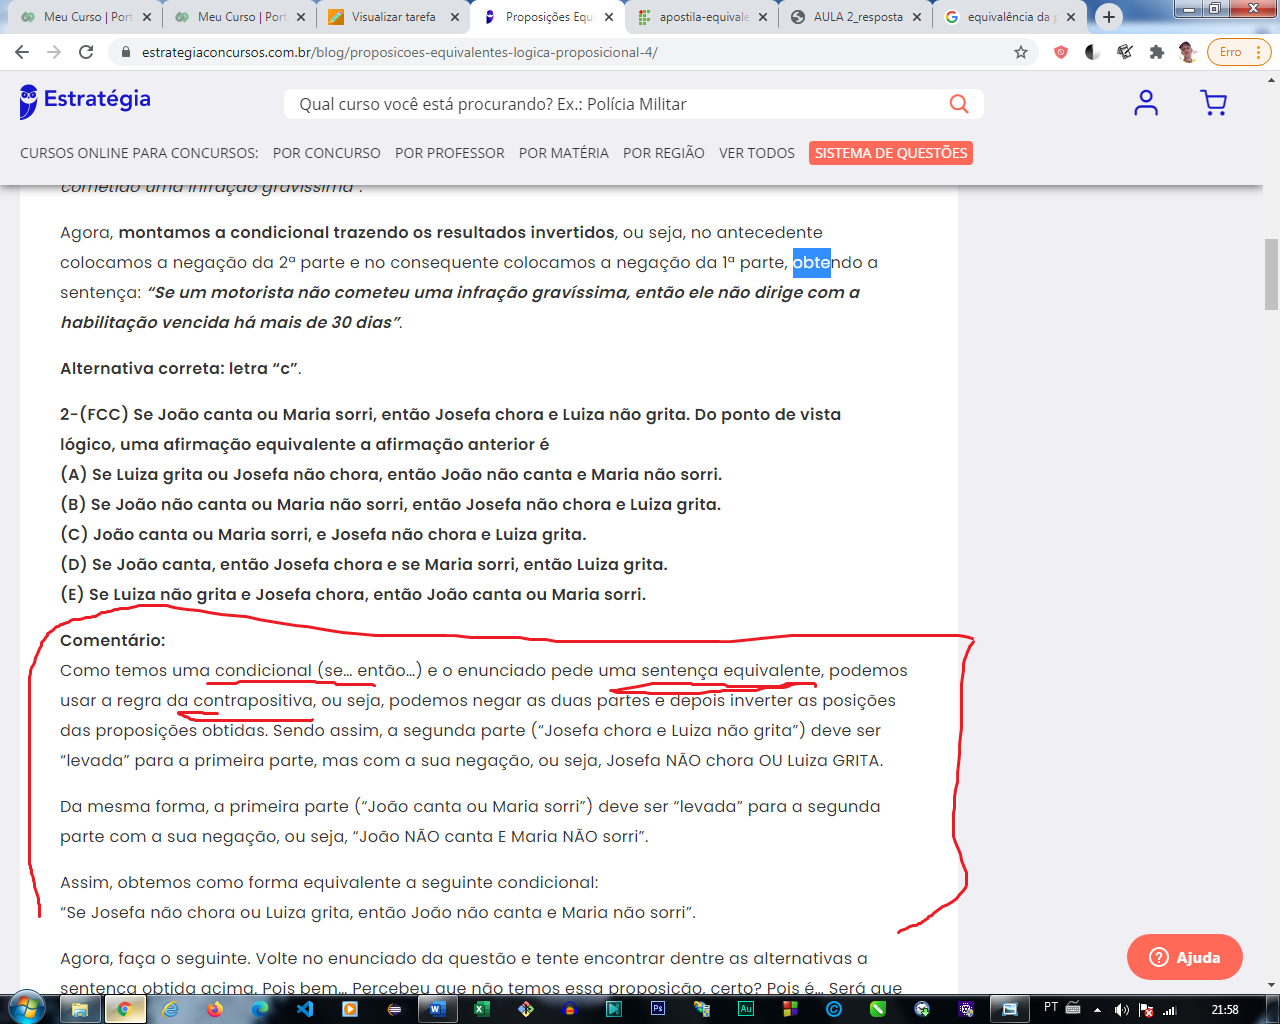 Meu Curso | Port
Meu Curso | Port
Visualizar tarefa
Proposições Equi
apostila-equivale
AULA 2_resposta
equivalência da p
estrategiaconcursos.com.br/blog/proposicoes-equivalentes-logica-proposicional-4/
Erro
Estratégia
Qual curso você está procurando? Ex.: Polícia Militar
CURSOS ONLINE PARA CONCURSOS: POR CONCURSO POR PROFESSOR POR MATÉRIA POR REGIÃO VER TODOS SISTEMA DE QUESTÕES
cometido uma infração gravíssima”.
Agora, montamos a condicional trazendo os resultados invertidos, ou seja, no antecedente
colocamos a negação da 2ª parte e no consequente colocamos a negação da 1ª parte, obtendo a
sentença: “Se um motorista não cometeu uma infração gravíssima, então ele não dirige com a
habilitação vencida há mais de 30 dias”.
Alternativa correta: letra “c”.
2-(FCC) Se João canta ou Maria sorri, então Josefa chora e Luiza não grita. Do ponto de vista
lógico, uma afirmação equivalente a afirmação anterior é
(A) Se Luiza grita ou Josefa não chora, então João não canta e Maria não sorri.
(B) Se João não canta ou Maria não sorri, então Josefa não chora e Luiza grita.
(C) João canta ou Maria sorri, e Josefa não chora e Luiza grita.
(D) Se João canta, então Josefa chora e se Maria sorri, então Luiza grita.
(E) Se Luiza não grita e Josefa chora, então João canta ou Maria sorri.
Comentário:
Como temos uma condicional (se… então…) e o enunciado pede uma sentença equivalente, podemos
usar a regra da contrapositiva, ou seja, podemos negar as duas partes e depois inverter as posições
das proposições obtidas. Sendo assim, a segunda parte (“Josefa chora e Luiza não grita”) deve ser
“levada” para a primeira parte, mas com a sua negação, ou seja, Josefa NÃO chora OU Luiza GRITA.
Da mesma forma, a primeira parte (“João canta ou Maria sorri”) deve ser “levada” para a segunda
parte com a sua negação, ou seja, “João NÃO canta E Maria NÃO sorri”.
Assim, obtemos como forma equivalente a seguinte condicional:
“Se Josefa não chora ou Luiza grita, então João não canta e Maria não sorri”.
Agora, faça o seguinte. Volte no enunciado da questão e tente encontrar dentre as alternativas a
sentença obtida acima. Pois bem… Percebeu que não temos essa proposição, certo? Pois é… Será que
Ajuda
PT
21:58